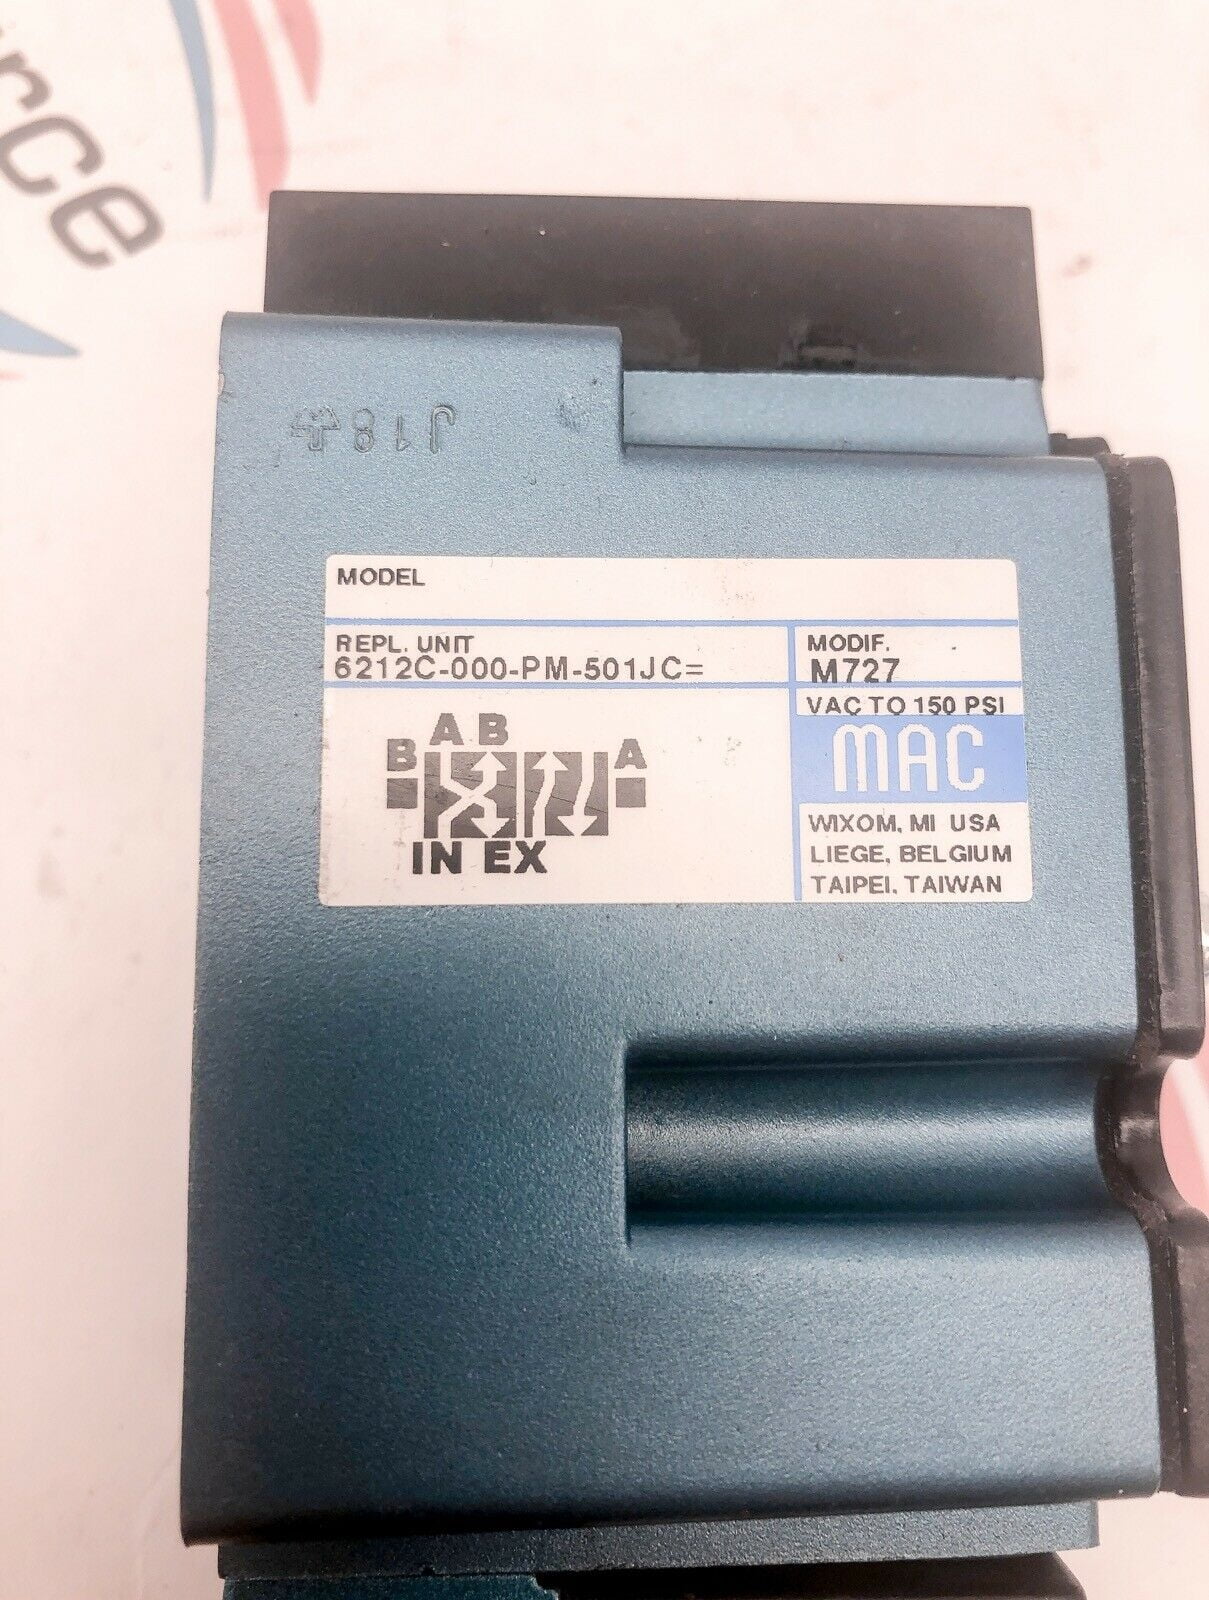 rce
J18
MODEL
REPL. UNIT
6212C-000-PM-501JC=
MODIF.
M727
VAC TO 150 PSI
MAC
WIXOM, MI USA
LIEGE, BELGIUM
TAIPEI, TAIWAN
A B
B A
IN EX